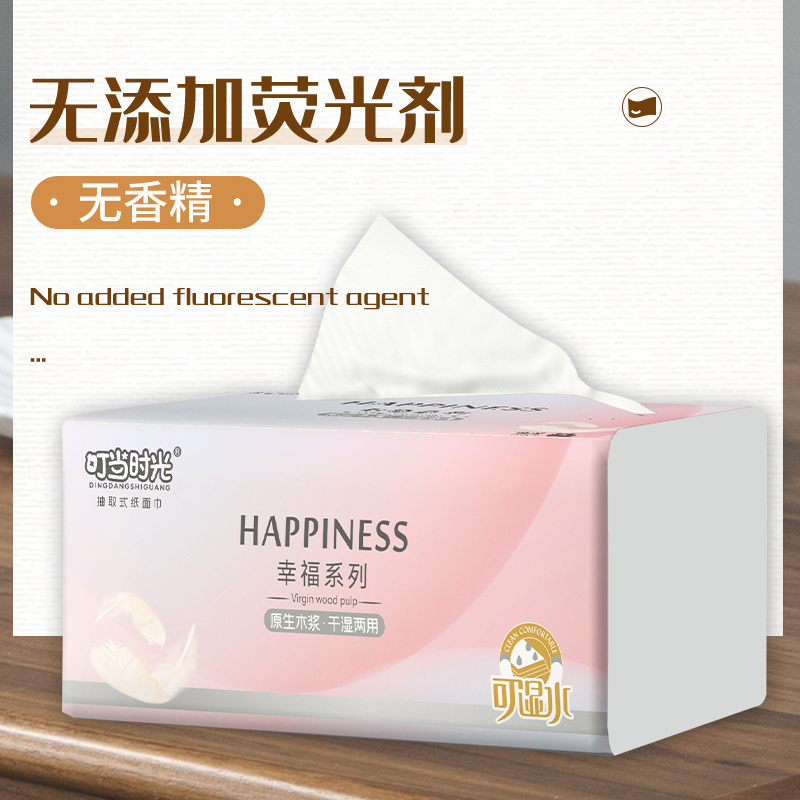 无添加荧光剂
·无香精·
No added fluorescent agent
...
HAPPINESS
叮当时光®
DINGDANGSHIGUANG
抽取式纸面巾
HAPPINESS
幸福系列
Virgin wood pulp
原生木浆·干湿两用
CLEAN COMFORTABLE
可湿水